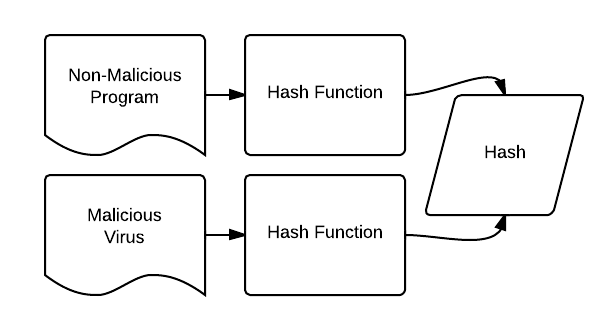 Non-Malicious
Program
Hash Function
Hash
Malicious
Virus
Hash Function